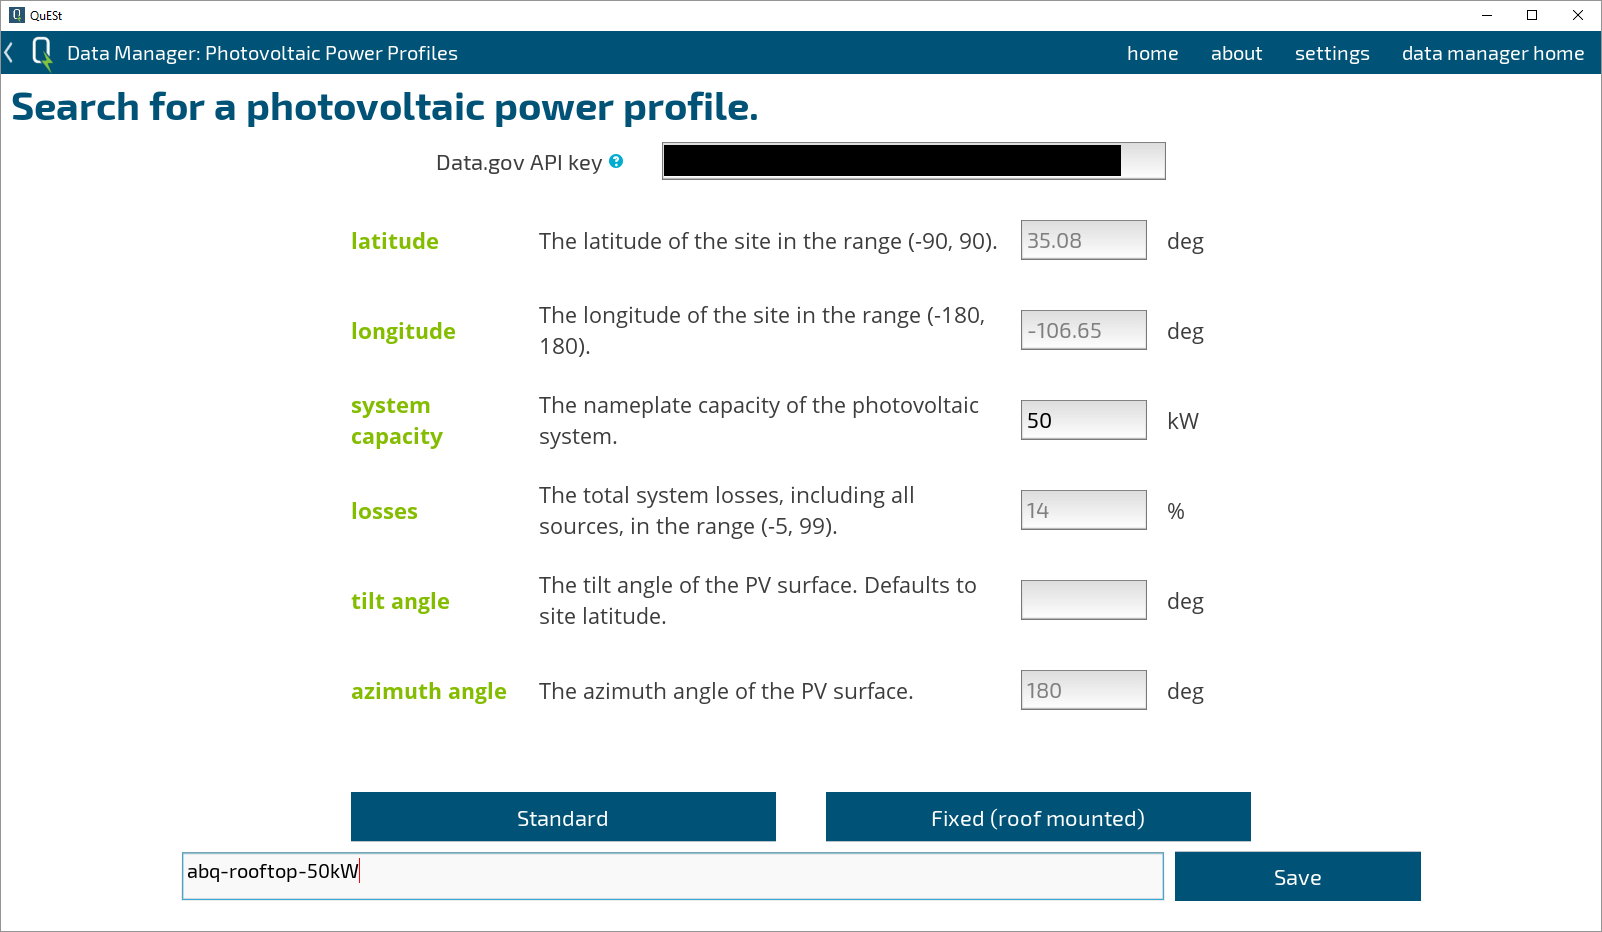 QuESt
Data Manager: Photovoltaic Power Profiles
home about settings data manager home
Search for a photovoltaic power profile.
Data.gov API key ?
latitude The latitude of the site in the range (-90, 90). 35.08 deg
longitude The longitude of the site in the range (-180,
180). -106.65 deg
system
capacity The nameplate capacity of the photovoltaic
system. 50 kW
losses The total system losses, including all
sources, in the range (-5, 99). 14 %
tilt angle The tilt angle of the PV surface. Defaults to
site latitude. deg
azimuth angle The azimuth angle of the PV surface. 180 deg
Standard Fixed (roof mounted)
abq-rooftop-50kW Save